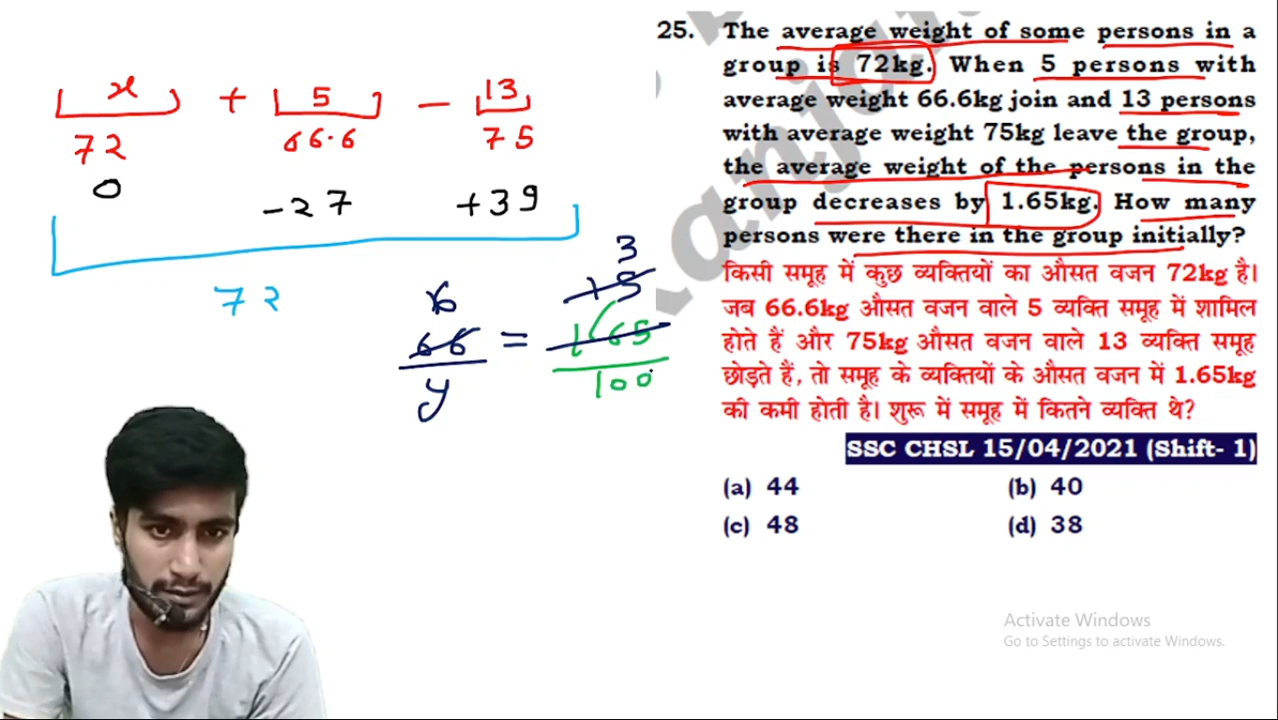 25. The average weight of some persons in a
group is 72kg. When 5 persons with
average weight 66.6kg join and 13 persons
with average weight 75kg leave the group,
the average weight of the persons in the
group decreases by 1.65kg. How many
persons were there in the group initially?
किसी समूह में कुछ व्यक्तियों का औसत वजन 72kg है।
जब 66.6kg औसत वजन वाले 5 व्यक्ति समूह में शामिल
होते हैं और 75kg औसत वजन वाले 13 व्यक्ति समूह
छोड़ते हैं, तो समूह के व्यक्तियों के औसत वजन में 1.65kg
की कमी होती है। शुरू में समूह में कितने व्यक्ति थे?
SSC CHSL 15/04/2021 (Shift- 1)
(a) 44 (b) 40
(c) 48 (d) 38
x + 5 - 13
72 66.6 75
0 -27 +39
72
3
6 15
66 = 165
y 100
Activate Windows
Go to Settings to activate Windows.